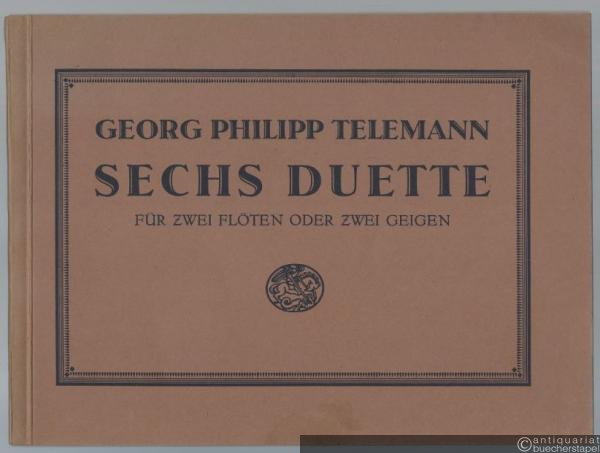 GEORG PHILIPP TELEMANN
SECHS DUETTE
FÜR ZWEI FLÖTEN ODER ZWEI GEIGEN
©antiquariat
buecherstapel